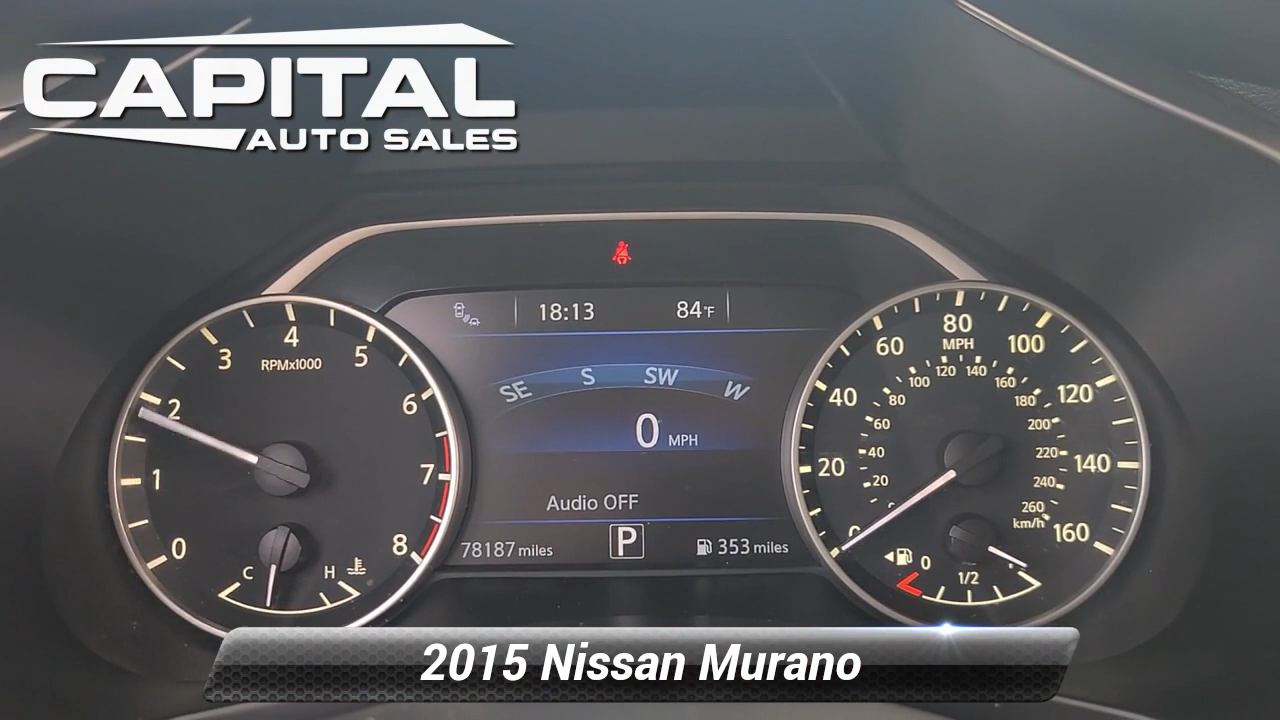 CAPITAL
AUTO SALES
18:13 84°F
SE S SW W
0 MPH
Audio OFF
78187 miles P 353 miles
0 1 2 3 4 5 6 7 8
RPMx1000
C H
0 20 40 60 80 100 120 140 160
MPH
20 40 60 80 100 120 140 160 180 200 220 240 260
km/h
0 1/2
2015 Nissan Murano